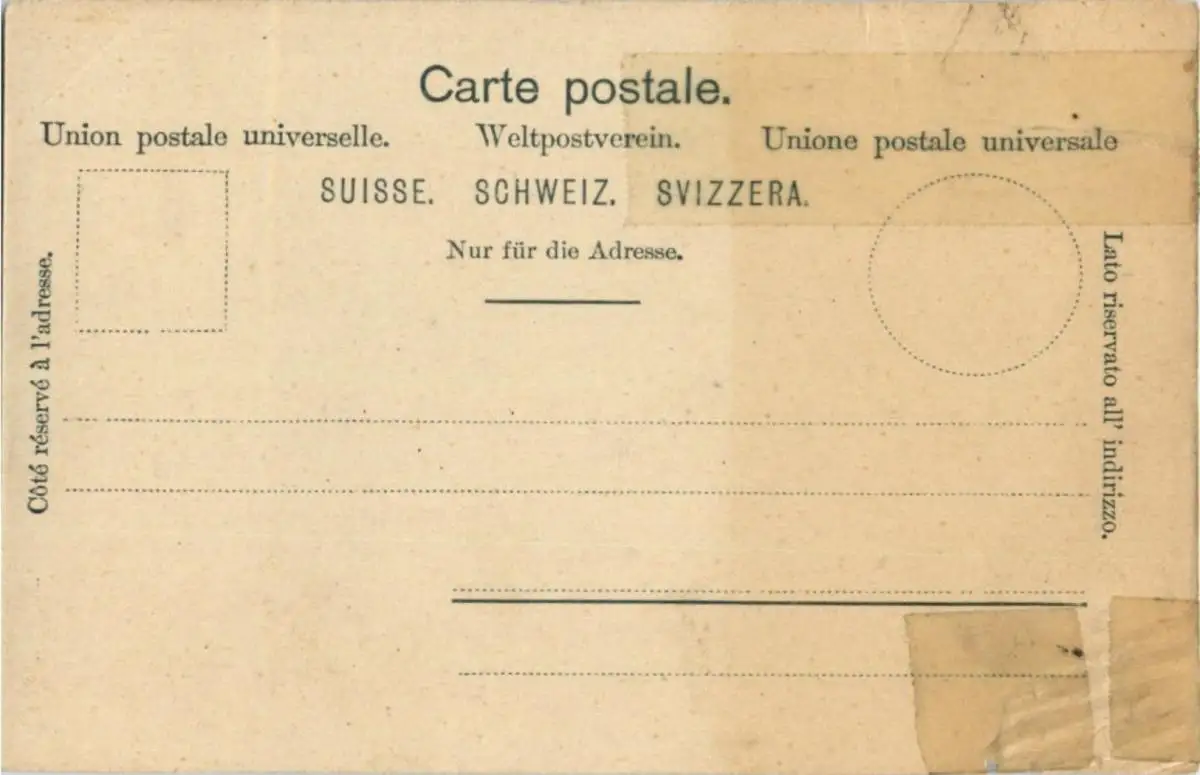 Carte postale.
Union postale universelle. Weltpostverein. Unione postale universale
SUISSE. SCHWEIZ. SVIZZERA.
Nur für die Adresse.
Côté réservé à l'adresse.
Lato riservato all' indirizzo.